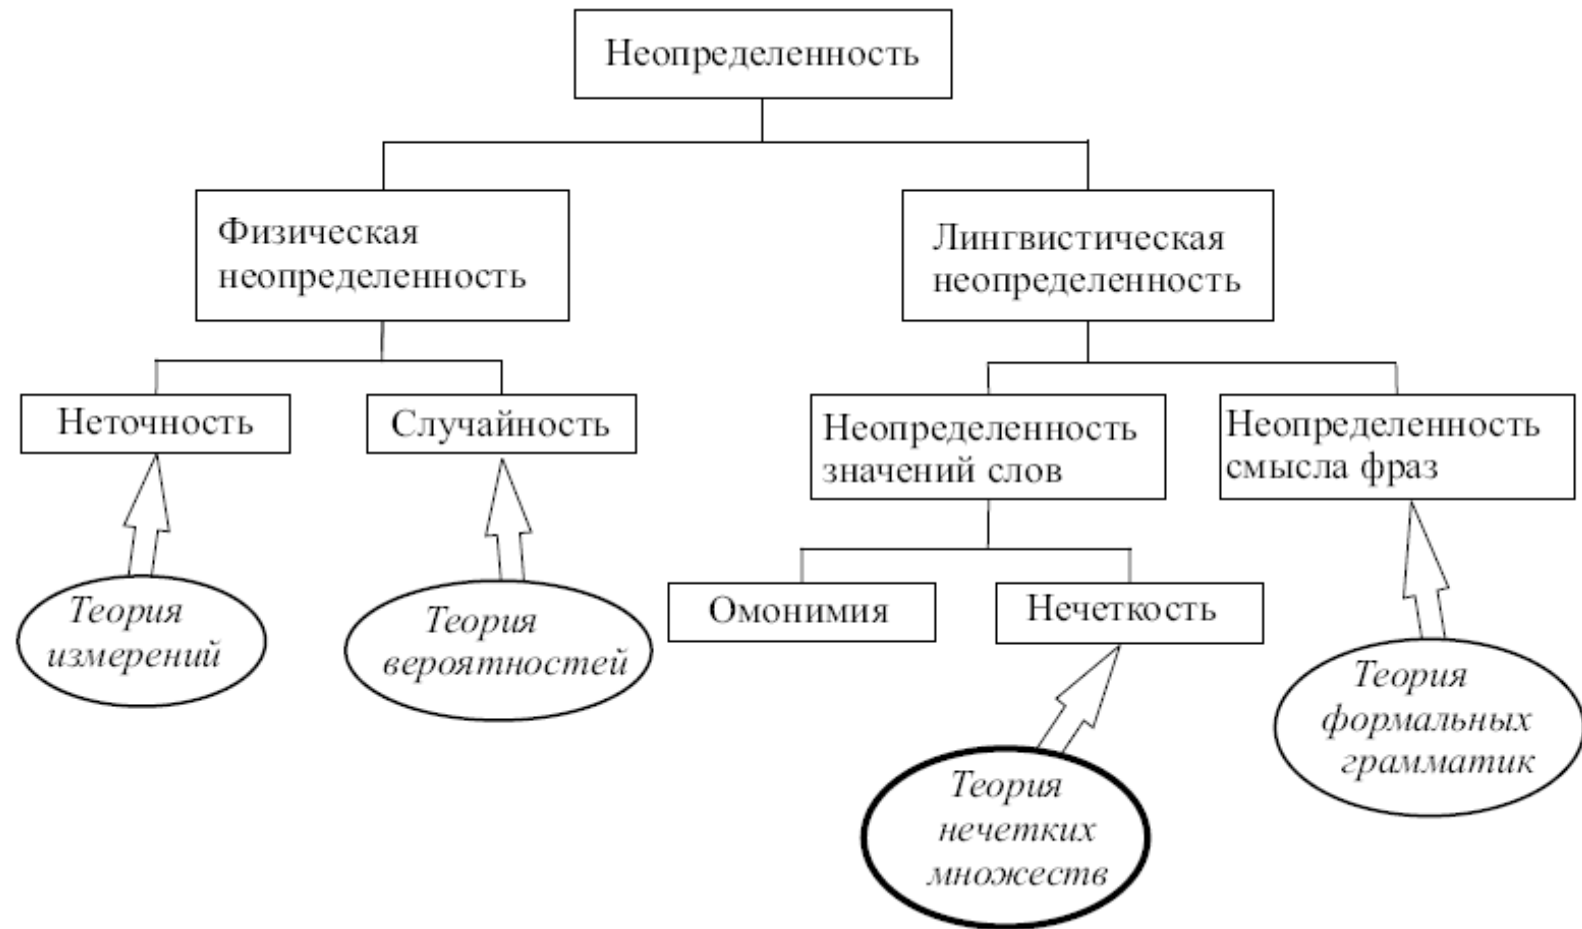 Неопределенность
Физическая
неопределенность
Лингвистическая
неопределенность
Неточность
Случайность
Неопределенность
значений слов
Неопределенность
смысла фраз
Омонимия
Нечеткость
Теория
измерений
Теория
вероятностей
Теория
нечетких
множеств
Теория
формальных
грамматик